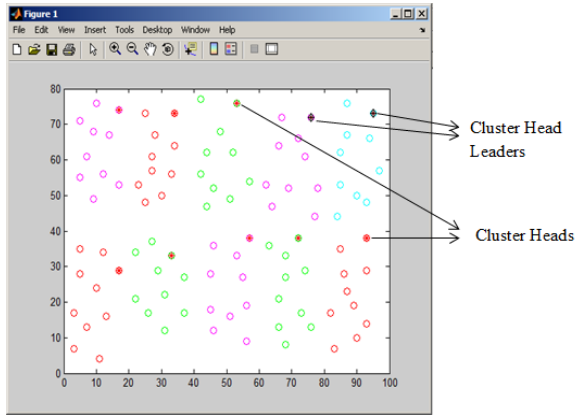 Figure 1
File Edit View Insert Tools Desktop Window Help
80
70
60
50
40
30
20
10
0
0 10 20 30 40 50 60 70 80 90 100
Cluster Head
Leaders
Cluster Heads